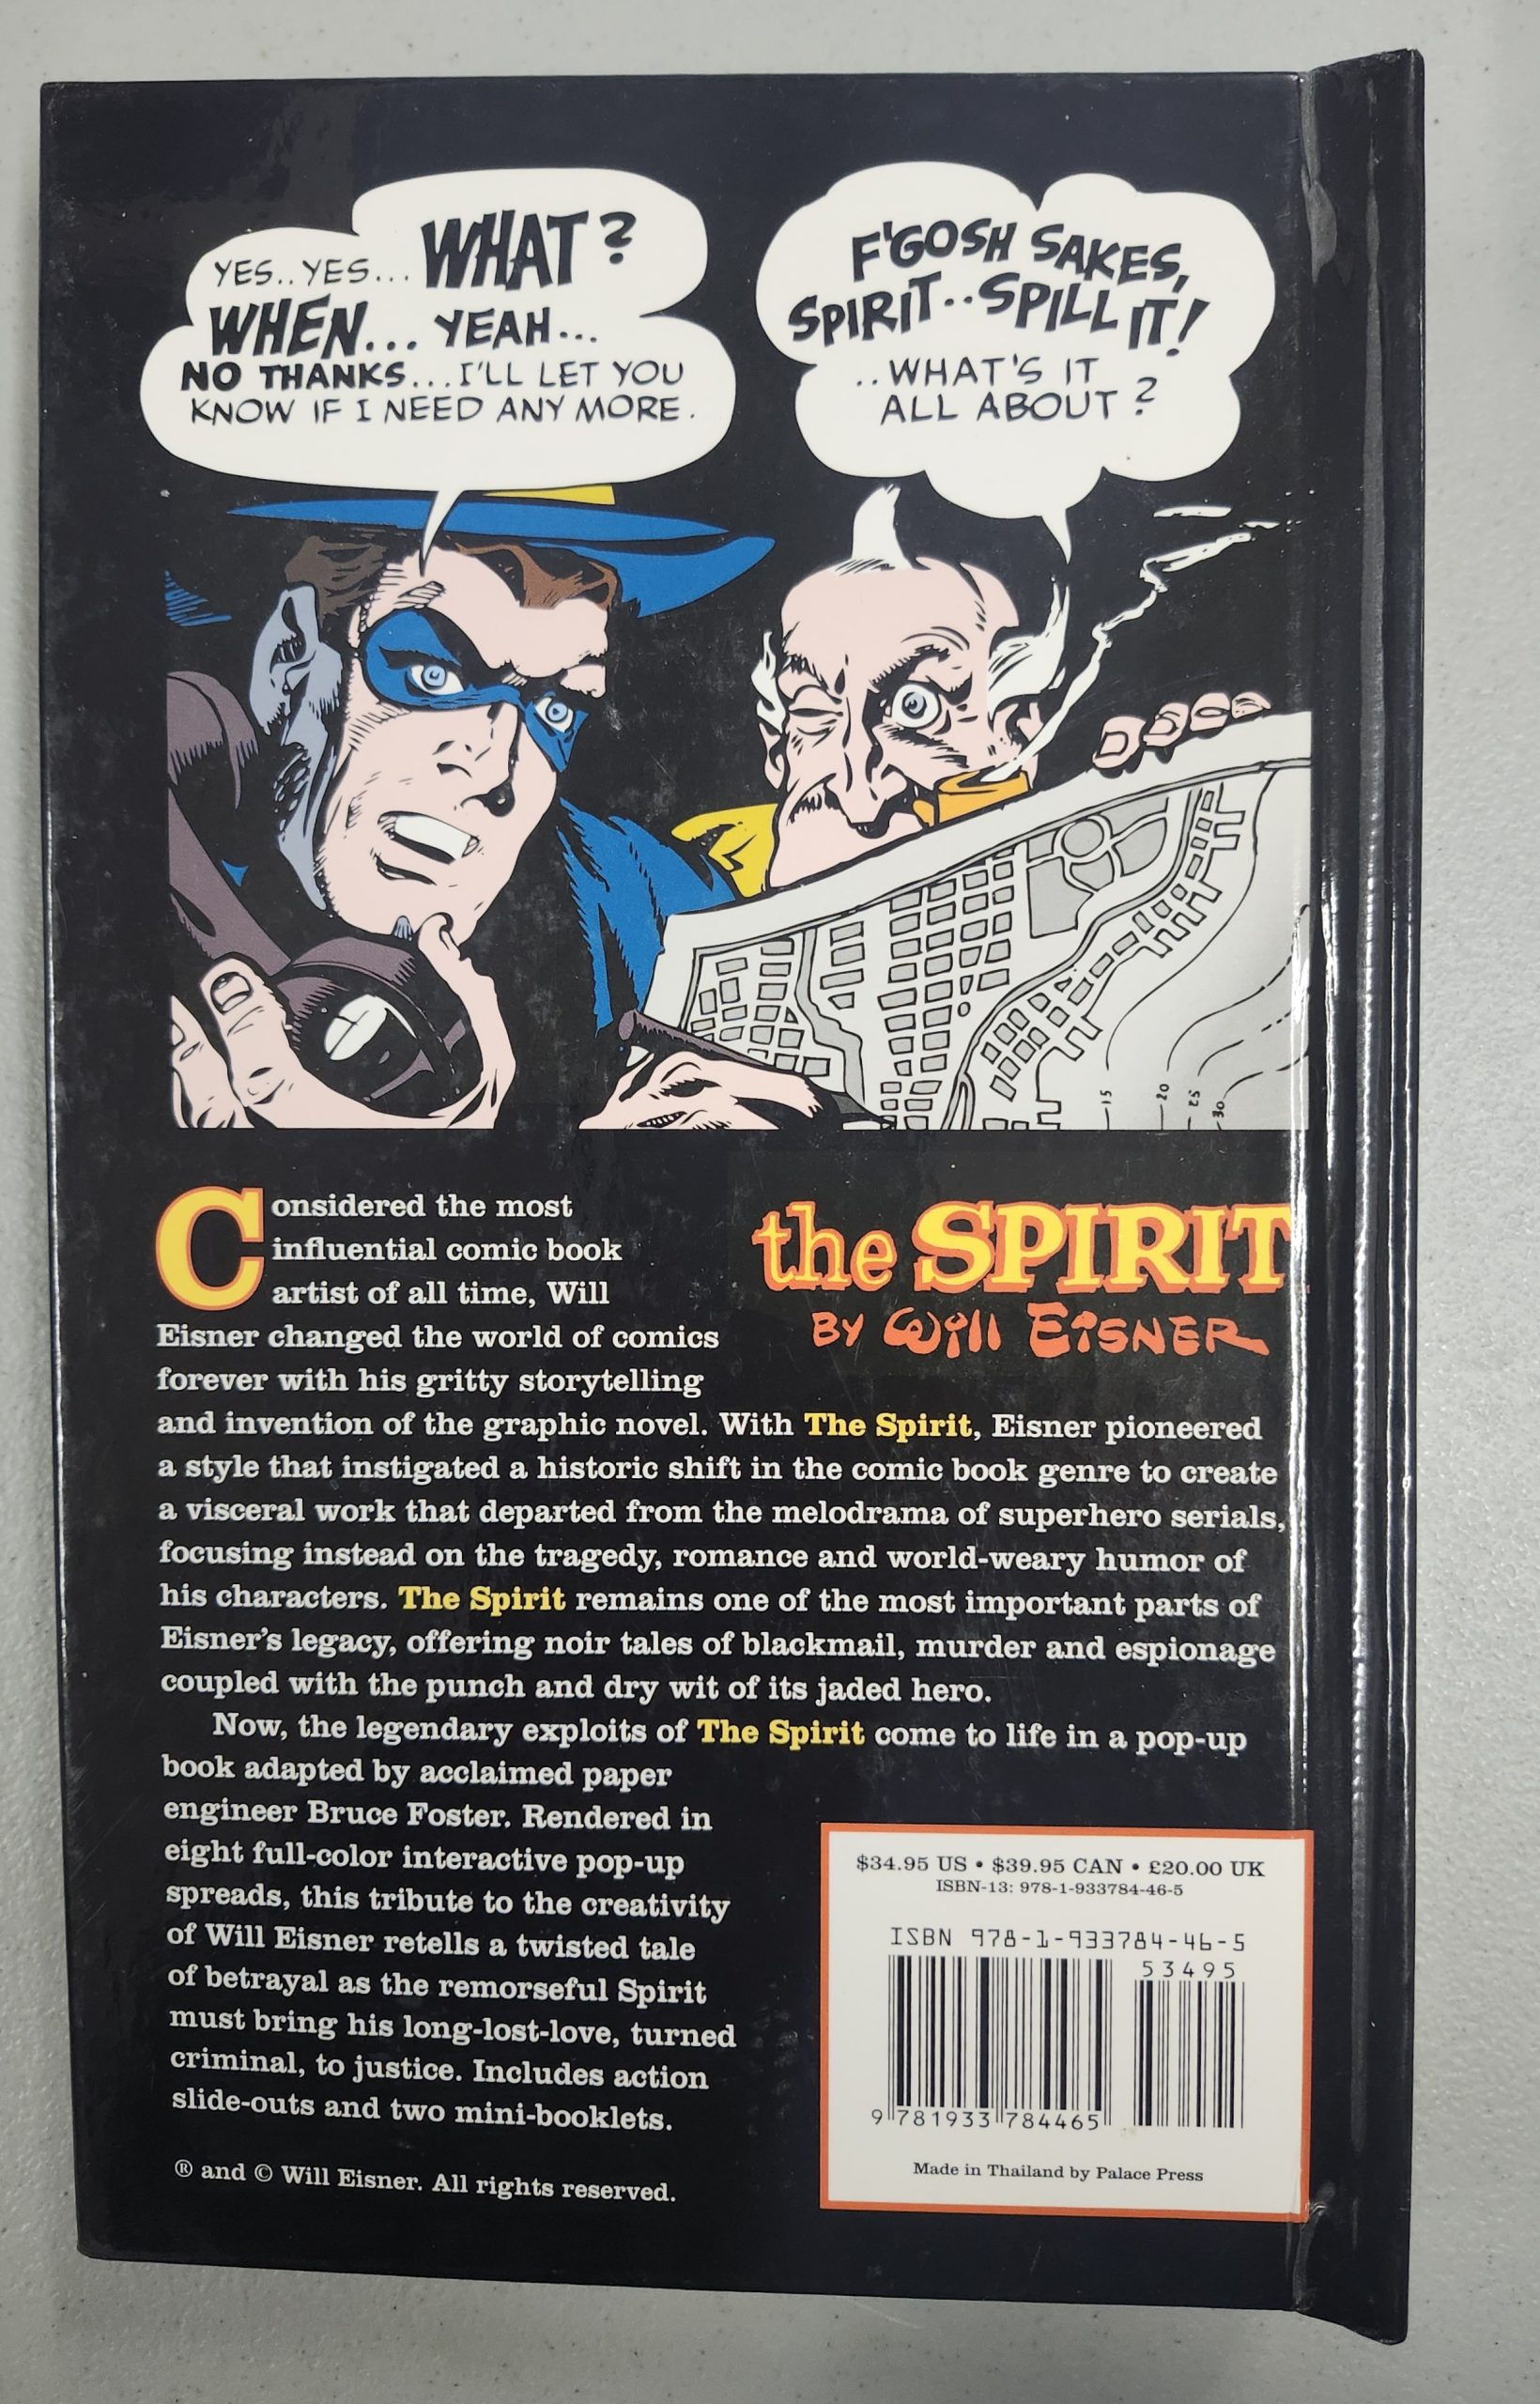 YES..YES... WHAT?
WHEN... YEAH...
NO THANKS...I'LL LET YOU
KNOW IF I NEED ANY MORE.
F'GOSH SAKES,
SPIRIT..SPILL IT!
..WHAT'S IT
ALL ABOUT?
15
20
25
30
Considered the most
influential comic book
artist of all time, Will
Eisner changed the world of comics
forever with his gritty storytelling
the SPIRIT
BY Will EISNER
and invention of the graphic novel. With The Spirit, Eisner pioneered
a style that instigated a historic shift in the comic book genre to create
a visceral work that departed from the melodrama of superhero serials,
focusing instead on the tragedy, romance and world-weary humor of
his characters. The Spirit remains one of the most important parts of
Eisner's legacy, offering noir tales of blackmail, murder and espionage
coupled with the punch and dry wit of its jaded hero.
Now, the legendary exploits of The Spirit come to life in a pop-up
book adapted by acclaimed paper
engineer Bruce Foster. Rendered in
eight full-color interactive pop-up
spreads, this tribute to the creativity
of Will Eisner retells a twisted tale
of betrayal as the remorseful Spirit
must bring his long-lost-love, turned
criminal, to justice. Includes action
slide-outs and two mini-booklets.
® and © Will Eisner. All rights reserved.
$34.95 US • $39.95 CAN • £20.00 UK
ISBN-13: 978-1-933784-46-5
ISBN 978-1-933784-46-5
53495
9 781933 784465
Made in Thailand by Palace Press